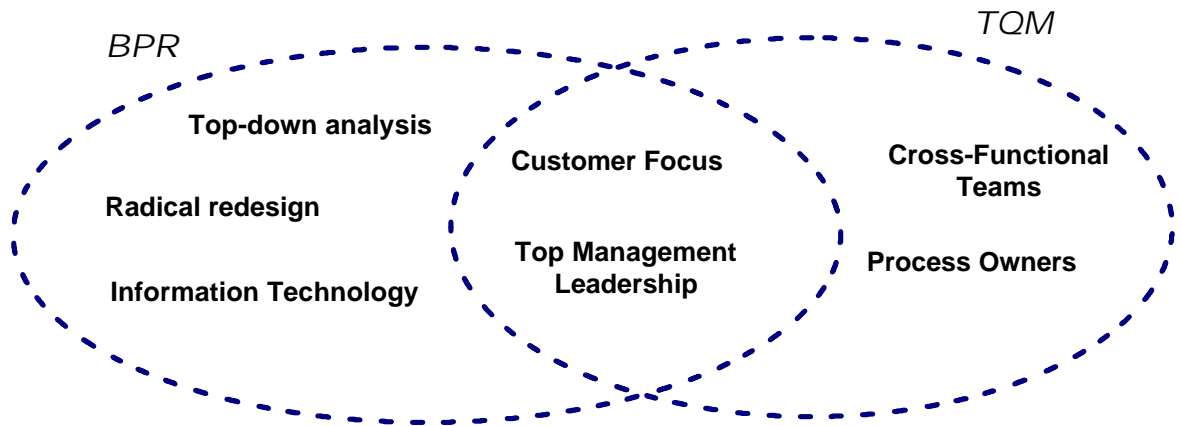 BPR
TQM
Top-down analysis
Radical redesign
Information Technology
Customer Focus
Top Management
Leadership
Cross-Functional
Teams
Process Owners